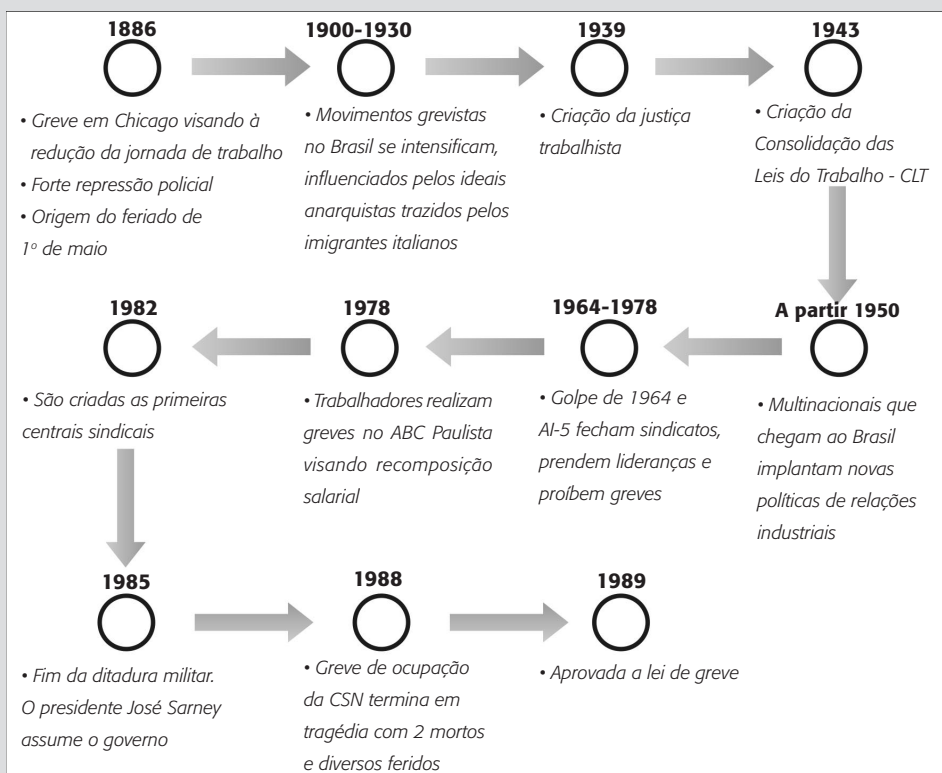 1886
• Greve em Chicago visando à
redução da jornada de trabalho
• Forte repressão policial
• Origem do feriado de
1º de maio
1900-1930
• Movimentos grevistas
no Brasil se intensificam,
influenciados pelos ideais
anarquistas trazidos pelos
imigrantes italianos
1939
• Criação da justiça
trabalhista
1943
• Criação da
Consolidação das
Leis do Trabalho - CLT
A partir 1950
• Multinacionais que
chegam ao Brasil
implantam novas
políticas de relações
industriais
1964-1978
• Golpe de 1964 e
AI-5 fecham sindicatos,
prendem lideranças e
proíbem greves
1978
• Trabalhadores realizam
greves no ABC Paulista
visando recomposição
salarial
1982
• São criadas as primeiras
centrais sindicais
1985
• Fim da ditadura militar.
O presidente José Sarney
assume o governo
1988
• Greve de ocupação
da CSN termina em
tragédia com 2 mortos
e diversos feridos
1989
• Aprovada a lei de greve